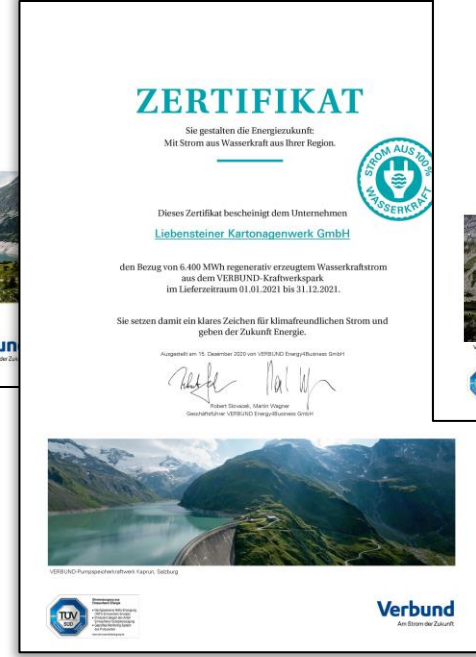 ZERTIFIKAT
Sie gestalten die Energiezukunft:
Mit Strom aus Wasserkraft aus Ihrer Region.
STROM AUS 100%
WASSERKRAFT
Dieses Zertifikat bescheinigt dem Unternehmen
Liebensteiner Kartonagenwerk GmbH
den Bezug von 6.400 MWh regenerativ erzeugtem Wasserkraftstrom
aus dem VERBUND-Kraftwerkspark
im Lieferzeitraum 01.01.2021 bis 31.12.2021.
Sie setzen damit ein klares Zeichen für klimafreundlichen Strom und
geben der Zukunft Energie.
Ausgestellt am 15. Dezember 2020 von VERBUND Energy4Business GmbH
Robert Slovacek, Martin Wagner
Geschäftsführer VERBUND Energy4Business GmbH
VERBUND-Pumpspeicherkraftwerk Kaprun, Salzburg
TÜV
SÜD
Verbund
Am Strom der Zukunft